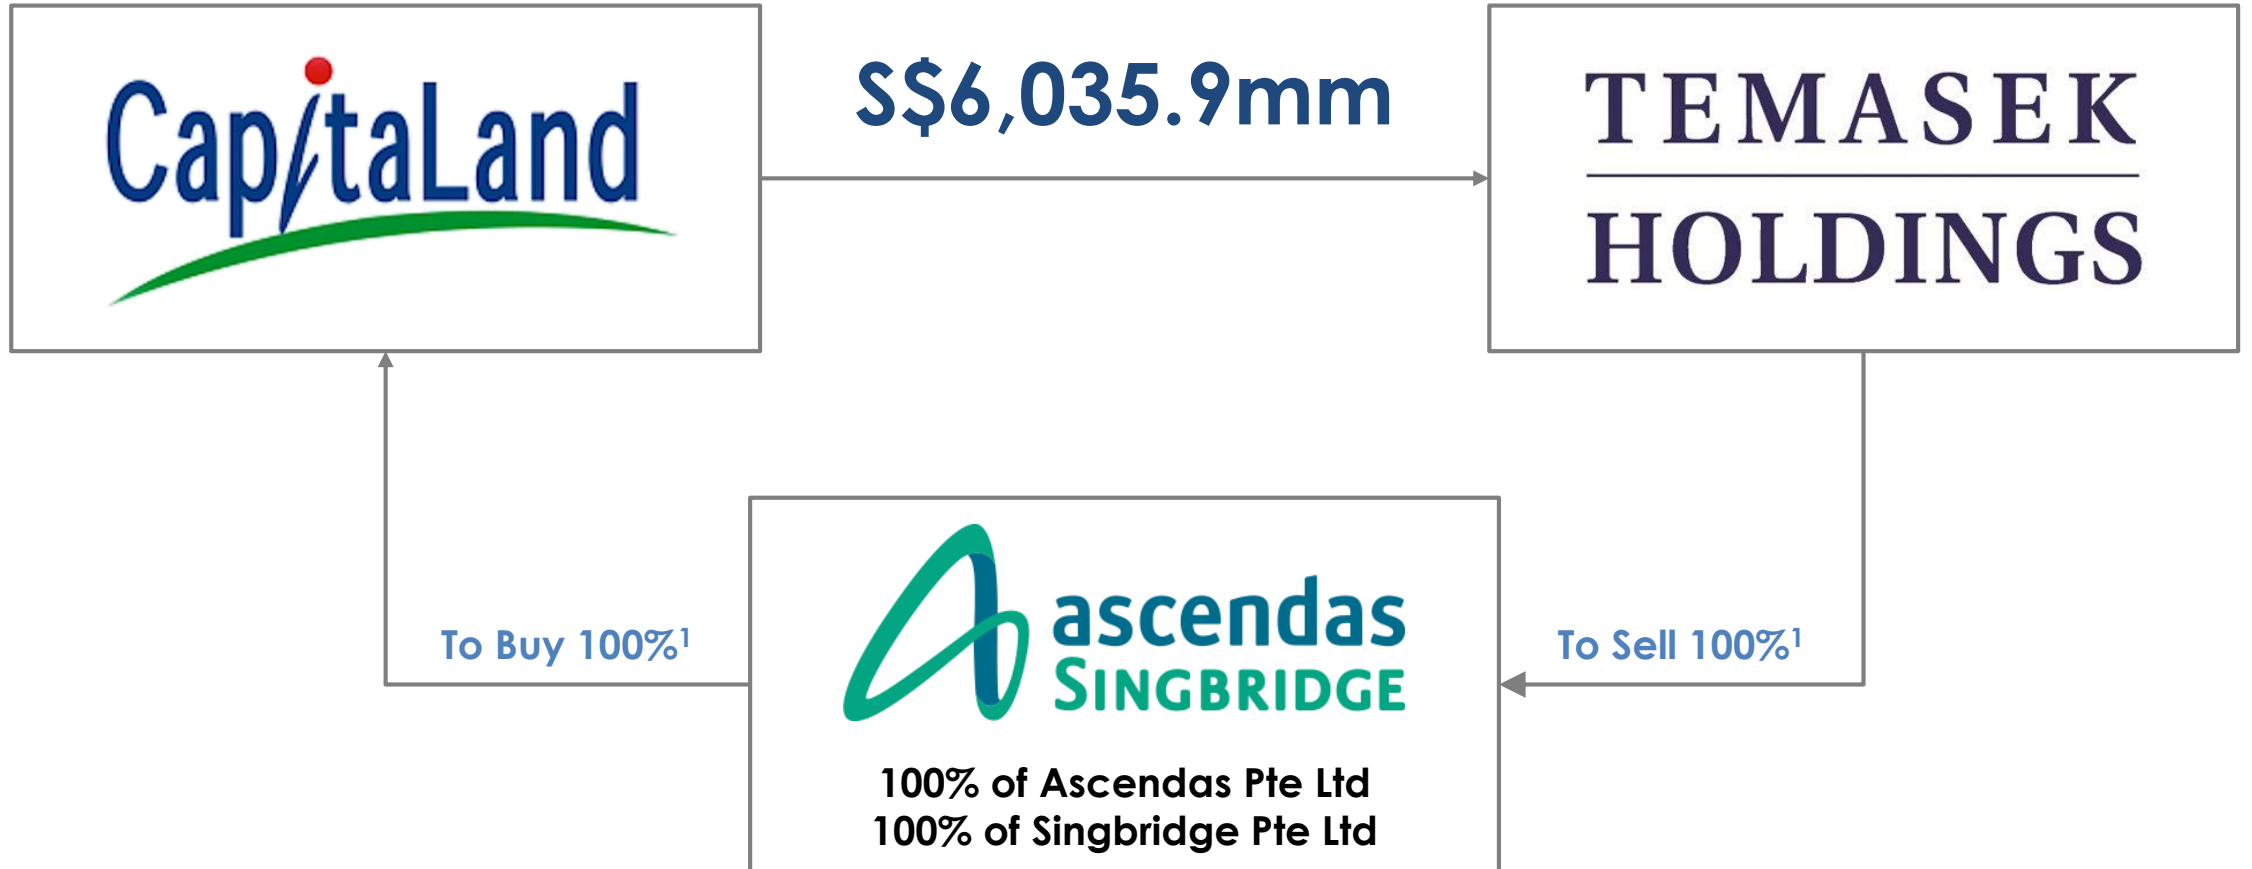 CapitaLand
S$6,035.9mm
TEMASEK
HOLDINGS
To Buy 100%¹
ascendas
SINGBRIDGE
To Sell 100%¹
100% of Ascendas Pte Ltd
100% of Singbridge Pte Ltd